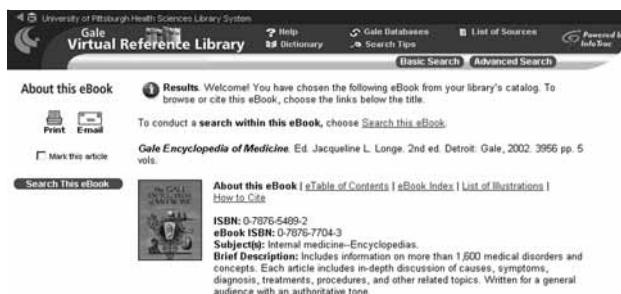 University of Pittsburgh Health Sciences Library System
Gale
Virtual Reference Library
Help
Dictionary
Gale Databases
Search Tips
List of Sources
Powered by
InfoTrac
Basic Search
Advanced Search
About this eBook
Print E-mail
Mark this article
Search This eBook
Results. Welcome! You have chosen the following eBook from your library's catalog. To
browse or cite this eBook, choose the links below the title.
To conduct a search within this eBook, choose Search this eBook.
Gale Encyclopedia of Medicine. Ed. Jacqueline L. Longe. 2nd ed. Detroit: Gale, 2002. 3956 pp. 5
vols.
The GALE
ENCYCLOPEDIA
of MEDICINE
About this eBook | eTable of Contents | eBook Index | List of Illustrations |
How to Cite
ISBN: 0-7876-5489-2
eBook ISBN: 0-7876-7704-3
Subject(s): Internal medicine--Encyclopedias.
Brief Description: Includes information on more than 1,600 medical disorders and
concepts. Each article includes in-depth discussion of causes, symptoms,
diagnosis, treatments, procedures, and other related topics. Written for a general
audience with an authoritative tone.